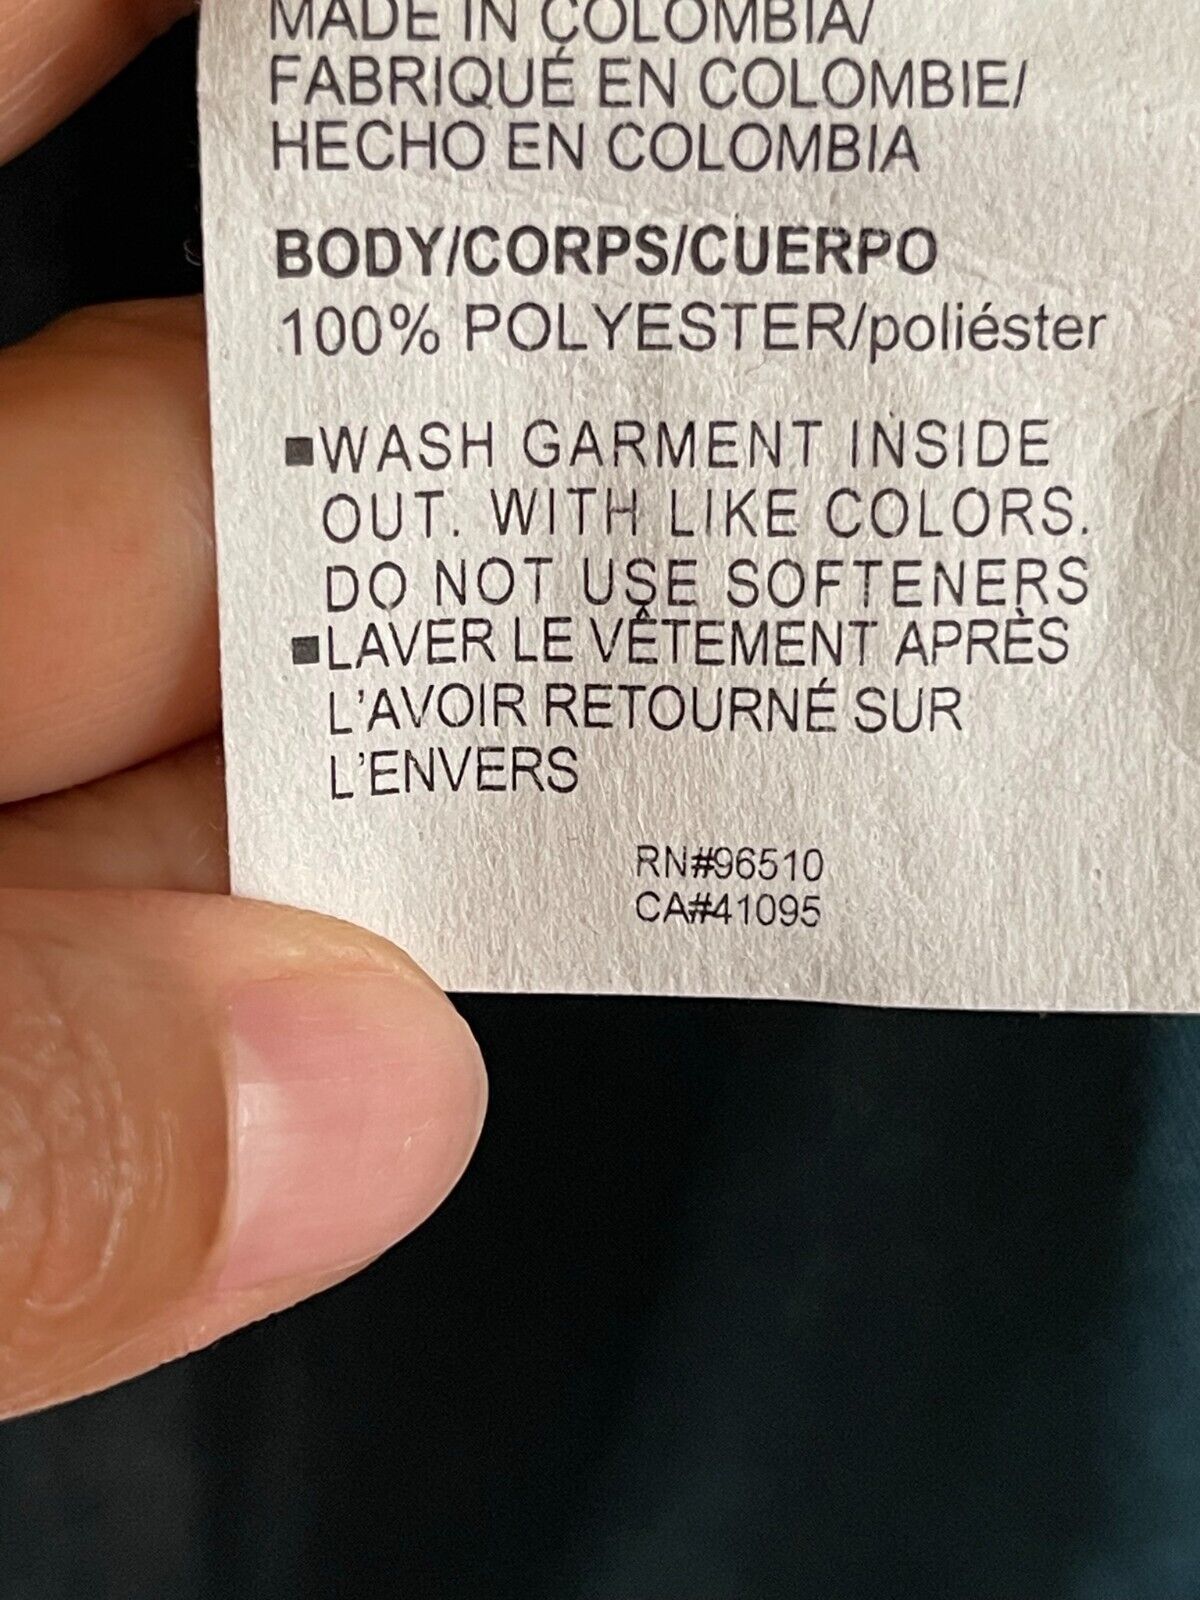 MADE IN COLOMBIA/
FABRIQUÉ EN COLOMBIE/
HECHO EN COLOMBIA
BODY/CORPS/CUERPO
100% POLYESTER/poliéster
■WASH GARMENT INSIDE
OUT. WITH LIKE COLORS.
DO NOT USE SOFTENERS
■LAVER LE VÊTEMENT APRÈS
L'AVOIR RETOURNÉ SUR
L'ENVERS
RN#96510
CA#41095